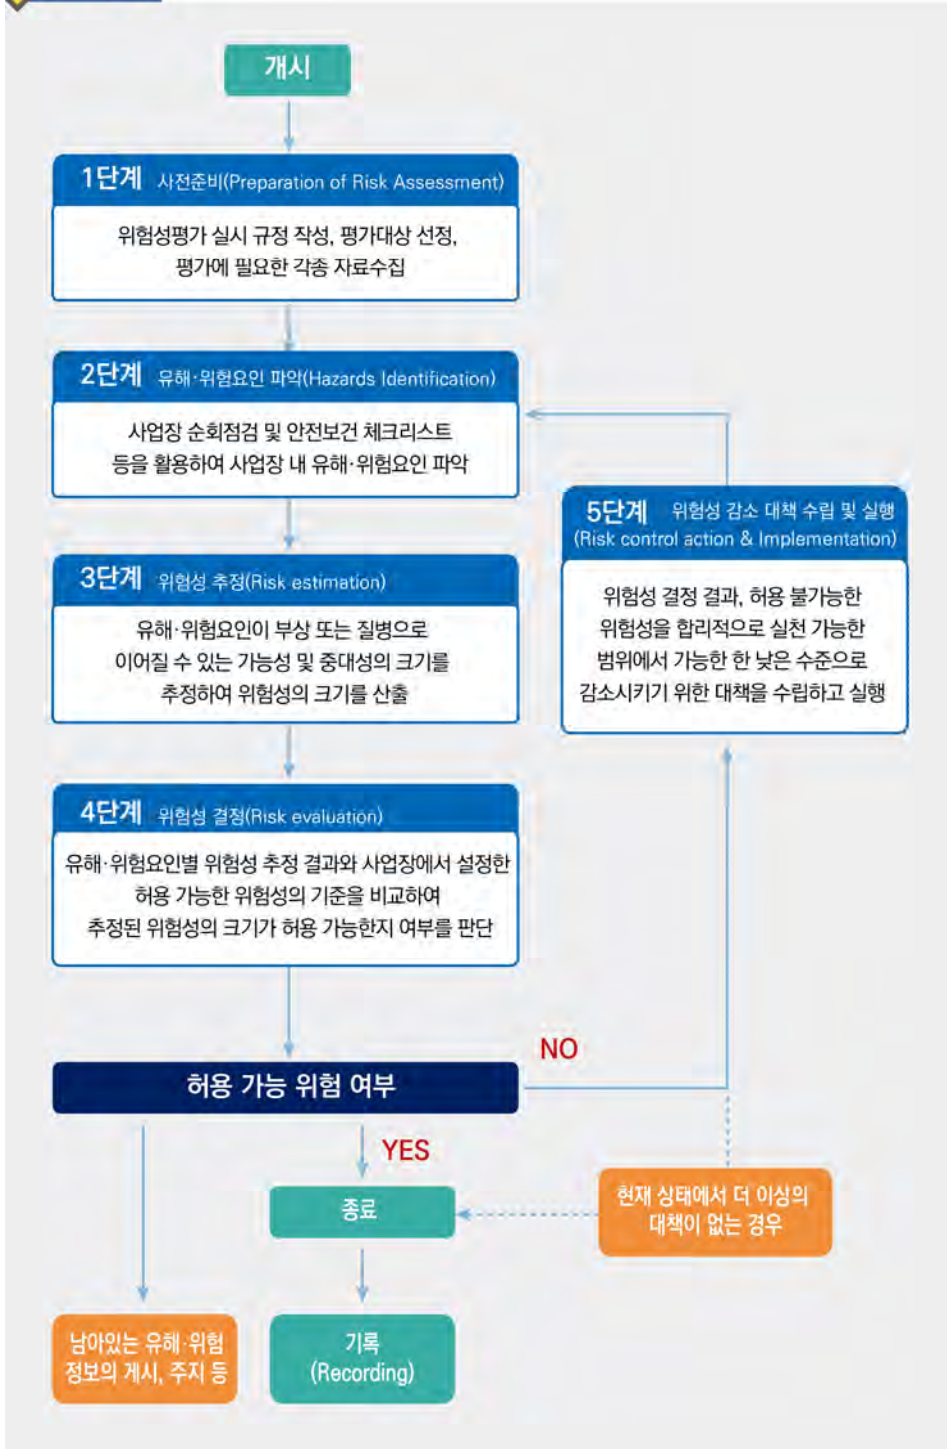 개시
1단계 사전준비(Preparation of Risk Assessment)
위험성평가 실시 규정 작성, 평가대상 선정,
평가에 필요한 각종 자료수집
2단계 유해·위험요인 파악(Hazards Identification)
사업장 순회점검 및 안전보건 체크리스트
등을 활용하여 사업장 내 유해·위험요인 파악
3단계 위험성 추정(Risk estimation)
유해·위험요인이 부상 또는 질병으로
이어질 수 있는 가능성 및 중대성의 크기를
추정하여 위험성의 크기를 산출
4단계 위험성 결정(Risk evaluation)
유해·위험요인별 위험성 추정 결과와 사업장에서 설정한
허용 가능한 위험성의 기준을 비교하여
추정된 위험성의 크기가 허용 가능한지 여부를 판단
5단계 위험성 감소 대책 수립 및 실행
(Risk control action & Implementation)
위험성 결정 결과, 허용 불가능한
위험성을 합리적으로 실천 가능한
범위에서 가능한 한 낮은 수준으로
감소시키기 위한 대책을 수립하고 실행
허용 가능 위험 여부
NO
YES
종료
현재 상태에서 더 이상의
대책이 없는 경우
남아있는 유해·위험
정보의 게시, 주지 등
기록
(Recording)